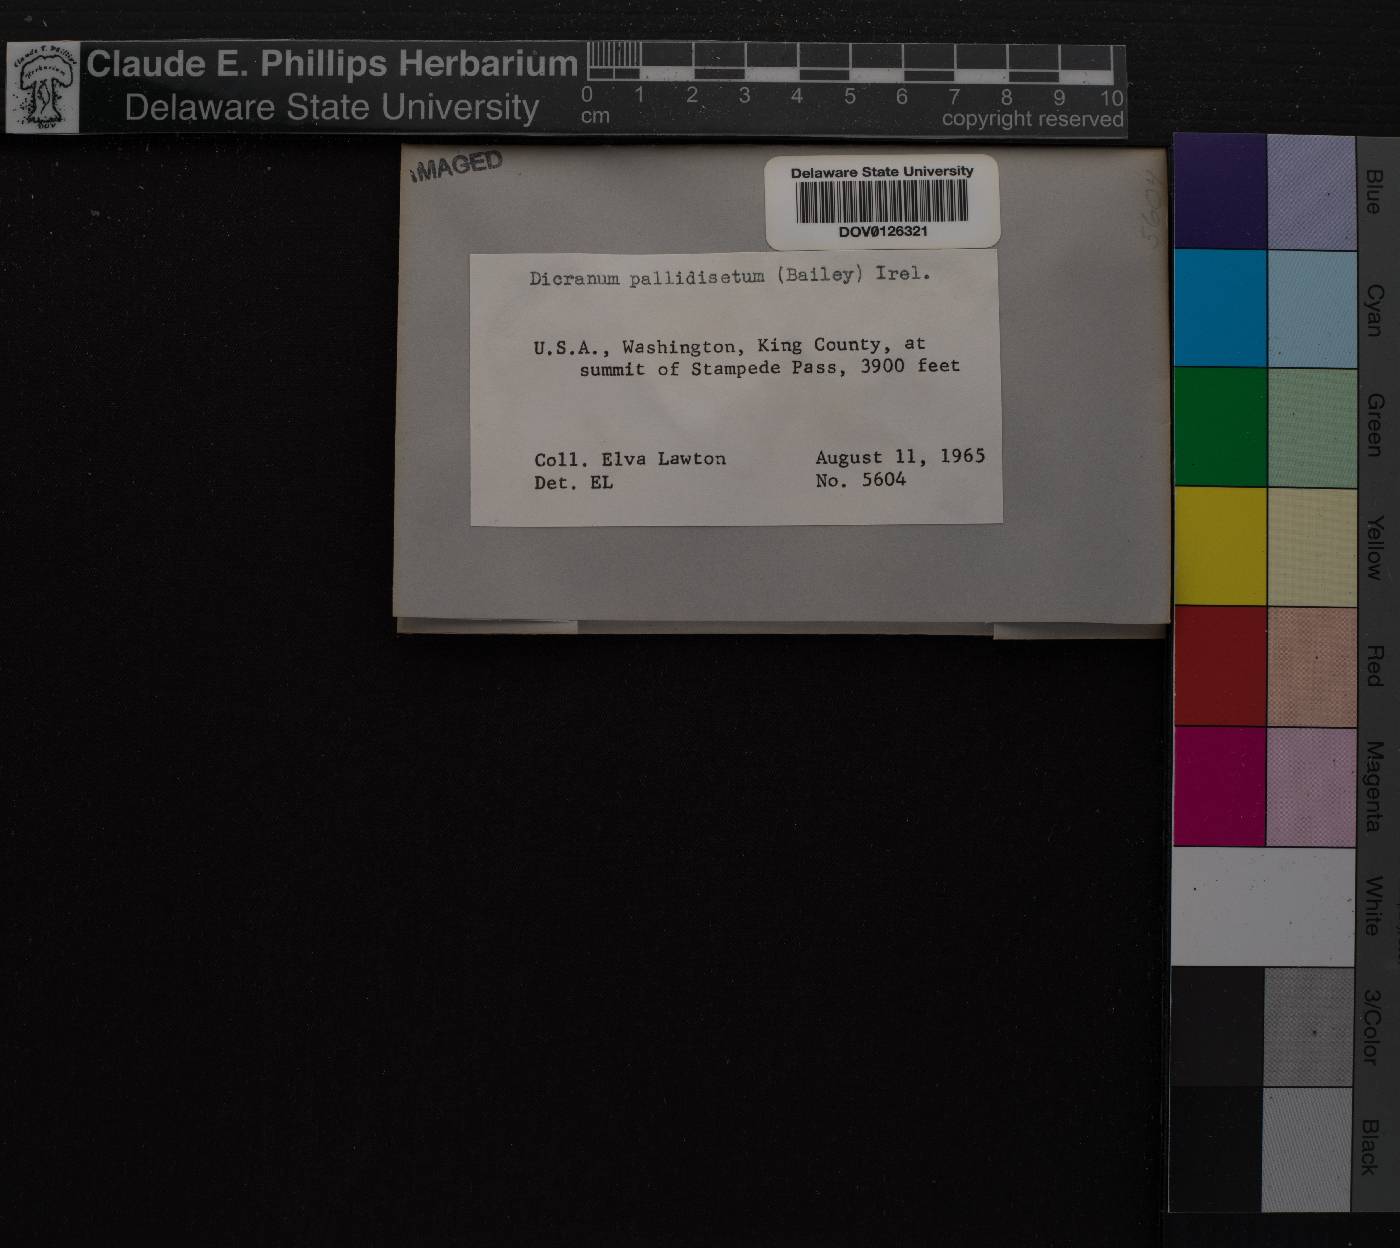 Claude E. Phillips Herbarium
Delaware State University
0 1 2 3 4 5 6 7 8 9 10
cm
copyright reserved
IMAGED
Delaware State University
DOV0126321
5604
Dicranum pallidisetum (Bailey) Irel.
U.S.A., Washington, King County, at
summit of Stampede Pass, 3900 feet
Coll. Elva Lawton August 11, 1965
Det. EL No. 5604
Blue
Cyan
Green
Yellow
Red
Magenta
White
3/Color
Black